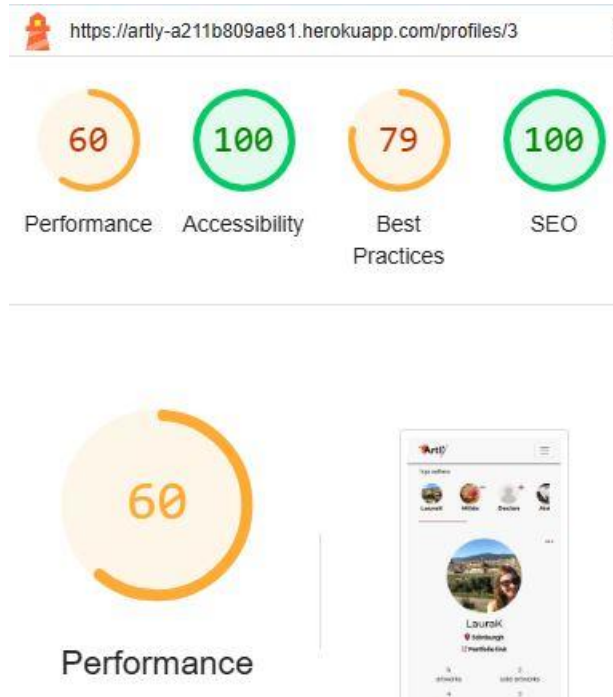 https://artly-a211b809ae81.herokuapp.com/profiles/3
60
100
79
100
Performance
Accessibility
Best
Practices
SEO
60
Performance
Artly
LauraK
LauraK
Edinburgh
Portfolio link